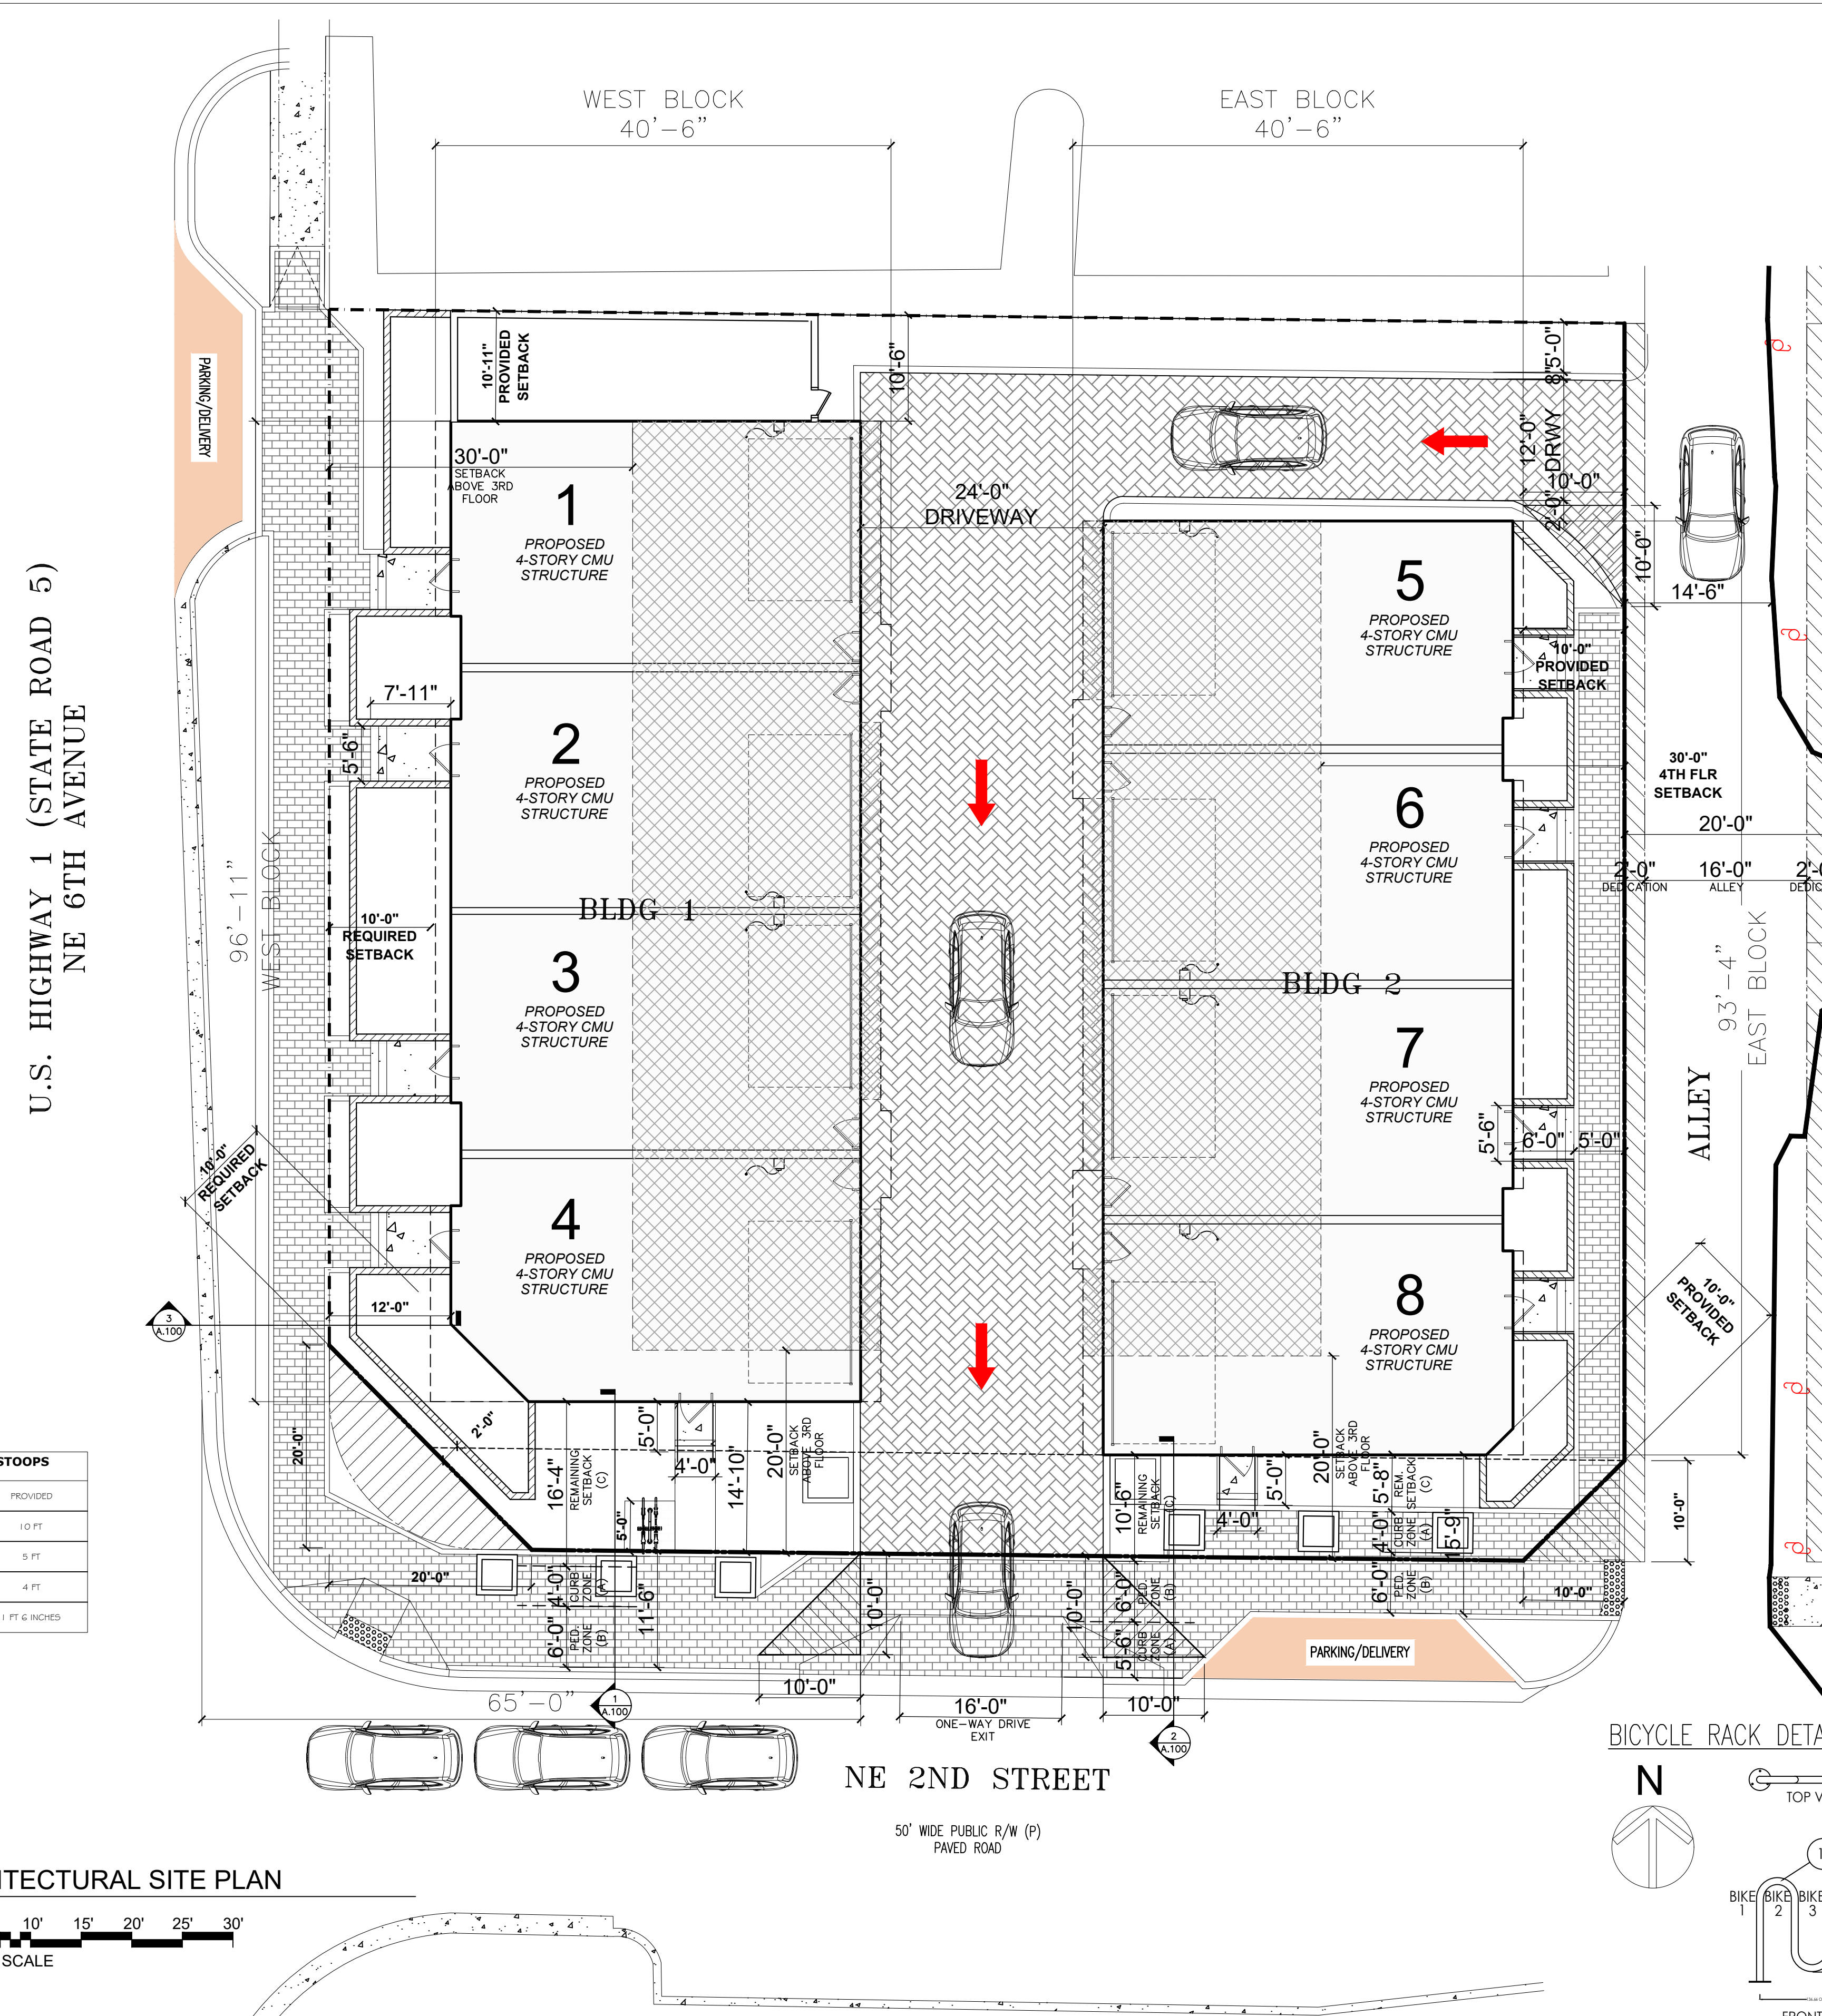 WEST BLOCK
40'-6"
EAST BLOCK
40'-6"
PARKING/DELIVERY
10'-11"
PROVIDED
SETBACK
10'-6"
5'-0"
8"
12'-0"
DRWY
10'-0"
2'-0"
10'-0"
14'-6"
30'-0"
SETBACK
ABOVE 3RD
FLOOR
24'-0"
DRIVEWAY
1
PROPOSED
4-STORY CMU
STRUCTURE
5
PROPOSED
4-STORY CMU
STRUCTURE
10'-0"
PROVIDED
SETBACK
U.S. HIGHWAY 1 (STATE ROAD 5)
NE 6TH AVENUE
7'-11"
5'-6"
2
PROPOSED
4-STORY CMU
STRUCTURE
6
PROPOSED
4-STORY CMU
STRUCTURE
30'-0"
4TH FLR
SETBACK
20'-0"
2'-0"
DEDICATION
16'-0"
ALLEY
96'-11"
WEST BLOCK
BLDG 1
10'-0"
REQUIRED
SETBACK
3
PROPOSED
4-STORY CMU
STRUCTURE
BLDG 2
93'-4"
EAST BLOCK
7
PROPOSED
4-STORY CMU
STRUCTURE
ALLEY
5'-6"
6'-0"
5'-0"
10'-0"
REQUIRED
SETBACK
4
PROPOSED
4-STORY CMU
STRUCTURE
8
PROPOSED
4-STORY CMU
STRUCTURE
10'-0"
PROVIDED
SETBACK
12'-0"
3
A.100
20'-0"
2'-0"
16'-4"
REMAINING
SETBACK
(C)
5'-0"
4'-0"
14'-10"
20'-0"
SETBACK
ABOVE 3RD
FLOOR
5'-0"
10'-6"
REMAINING
SETBACK
(C)
4'-0"
5'-0"
20'-0"
SETBACK
ABOVE 3RD
FLOOR
5'-8"
REM.
SETBACK
(C)
4'-0"
CURB
ZONE
(A)
15'-9"
6'-0"
PED.
ZONE
(B)
10'-0"
10'-0"
STOOPS
PROVIDED
10 FT
5 FT
4 FT
1 FT 6 INCHES
20'-0"
4'-0"
CURB
ZONE
(A)
6'-0"
PED.
ZONE
(B)
11'-6"
10'-0"
10'-0"
6'-0"
PED.
ZONE
(B)
5'-6"
CURB
ZONE
(A)
PARKING/DELIVERY
65'-0"
1
A.100
10'-0"
16'-0"
ONE-WAY DRIVE
EXIT
10'-0"
2
A.100
NE 2ND STREET
50' WIDE PUBLIC R/W (P)
PAVED ROAD
BICYCLE RACK DETA
N
TOP V
1
BIKE BIKE BIKE
1 2 3
FRONT
ITECTURAL SITE PLAN
10' 15' 20' 25' 30'
SCALE